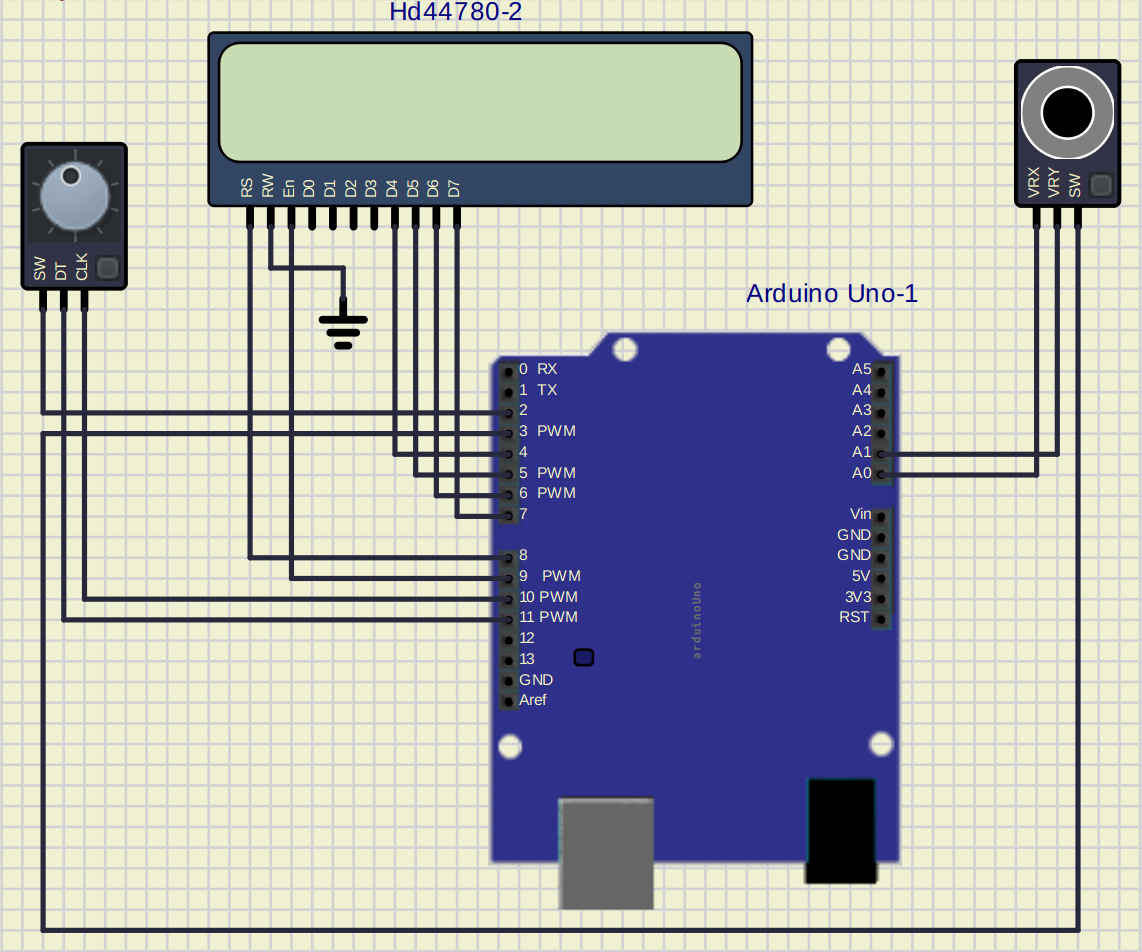 Hd44780-2
RS RW En D0 D1 D2 D3 D4 D5 D6 D7
SW DT CLK
VRX VRY SW
Arduino Uno-1
0 RX
1 TX
2
3 PWM
4
5 PWM
6 PWM
7
8
9 PWM
10 PWM
11 PWM
12
13
GND
Aref
arduinoUno
A5
A4
A3
A2
A1
A0
Vin
GND
GND
5V
3V3
RST